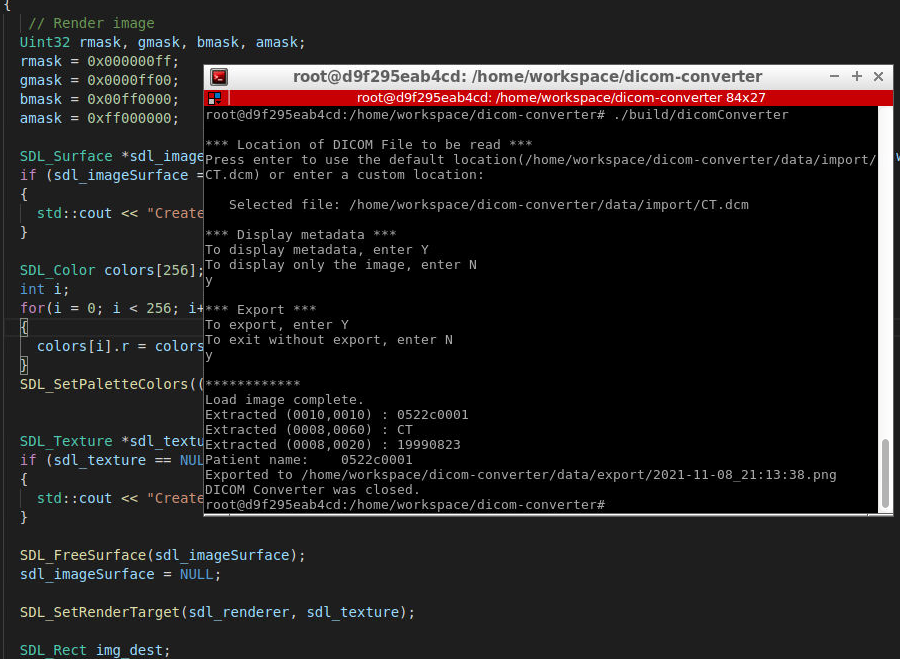 {
// Render image
Uint32 rmask, gmask, bmask, amask;
rmask = 0x000000ff;
gmask = 0x0000ff00;
bmask = 0x00ff0000;
amask = 0xff000000;
SDL_Surface *sdl_image
if (sdl_imageSurface =
{
std::cout << "Create
}
SDL_Color colors[256];
int i;
for(i = 0; i < 256; i+
{
colors[i].r = colors
}
SDL_SetPaletteColors((
SDL_Texture *sdl_textu
if (sdl_texture == NUL
{
std::cout << "Create
}
SDL_FreeSurface(sdl_imageSurface);
sdl_imageSurface = NULL;
SDL_SetRenderTarget(sdl_renderer, sdl_texture);
SDL_Rect img_dest;
root@d9f295eab4cd: /home/workspace/dicom-converter
root@d9f295eab4cd: /home/workspace/dicom-converter 84x27
root@d9f295eab4cd:/home/workspace/dicom-converter# ./build/dicomConverter
*** Location of DICOM File to be read ***
Press enter to use the default location(/home/workspace/dicom-converter/data/import/
CT.dcm) or enter a custom location:
Selected file: /home/workspace/dicom-converter/data/import/CT.dcm
*** Display metadata ***
To display metadata, enter Y
To display only the image, enter N
y
*** Export ***
To export, enter Y
To exit without export, enter N
y
************
Load image complete.
Extracted (0010,0010) : 0522c0001
Extracted (0008,0060) : CT
Extracted (0008,0020) : 19990823
Patient name:    0522c0001
Exported to /home/workspace/dicom-converter/data/export/2021-11-08_21:13:38.png
DICOM Converter was closed.
root@d9f295eab4cd:/home/workspace/dicom-converter#